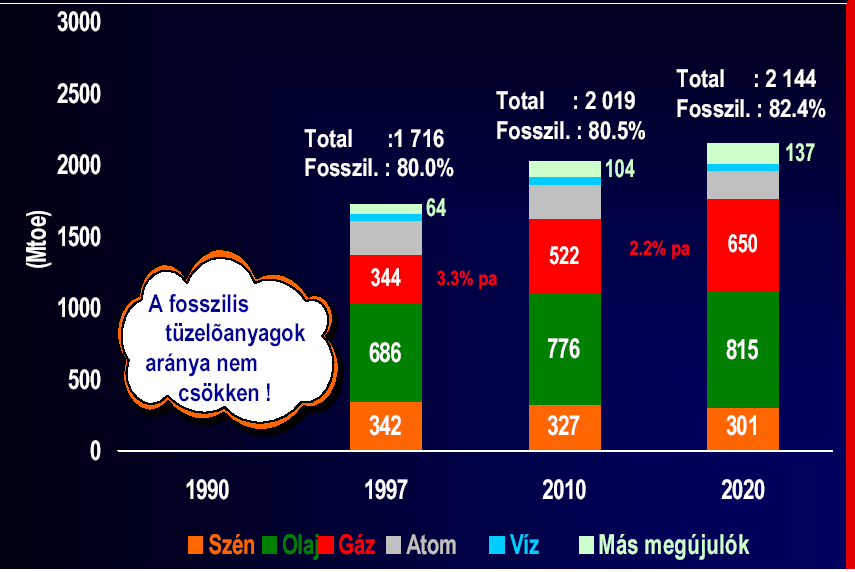 3000
2500
2000
1500
1000
500
0
(Mtoe)
Total :1 716
Fosszil. : 80.0%
Total : 2 019
Fosszil. : 80.5%
Total : 2 144
Fosszil. : 82.4%
64
104
137
344
3.3% pa
522
2.2% pa
650
686
776
815
342
327
301
A fosszilis
tüzelõanyagok
aránya nem
csökken !
1990 1997 2010 2020
Szén Olaj Gáz Atom Víz Más megújulók